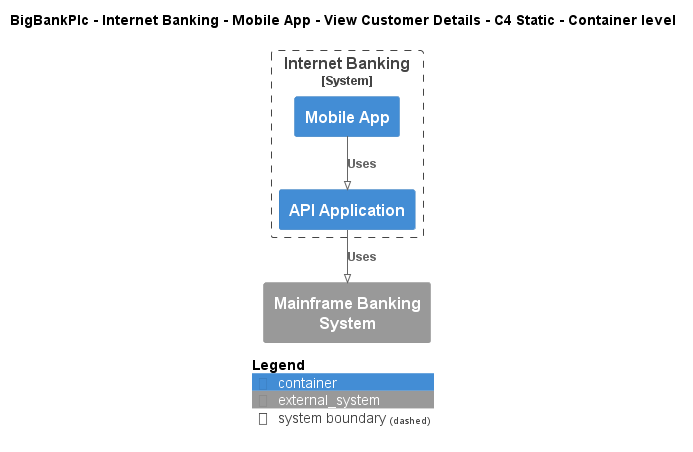 BigBankPlc - Internet Banking - Mobile App - View Customer Details - C4 Static - Container level
Internet Banking
[System]
Mobile App
Uses
API Application
Uses
Mainframe Banking
System
Legend
container
external_system
system boundary (dashed)